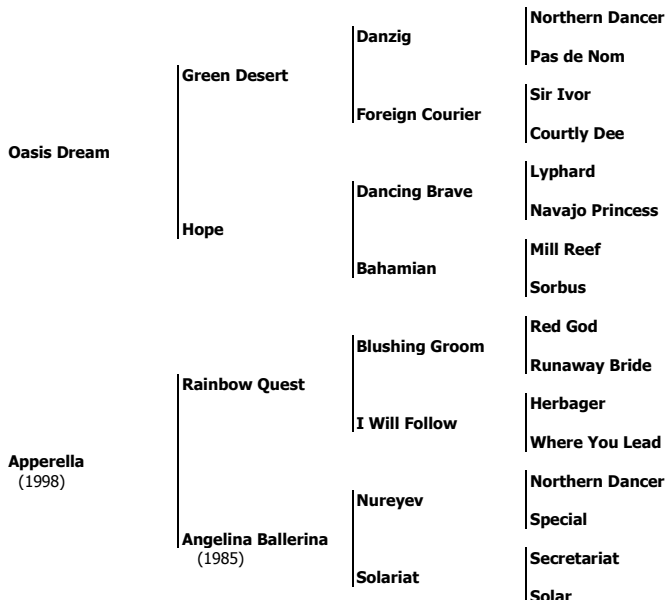 Northern Dancer
Danzig
Pas de Nom
Green Desert
Sir Ivor
Foreign Courier
Courtly Dee
Oasis Dream
Lyphard
Dancing Brave
Navajo Princess
Hope
Mill Reef
Bahamian
Sorbus
Red God
Blushing Groom
Runaway Bride
Rainbow Quest
Herbager
I Will Follow
Where You Lead
Apperella
(1998)
Northern Dancer
Nureyev
Special
Angelina Ballerina
(1985)
Secretariat
Solariat
Solar